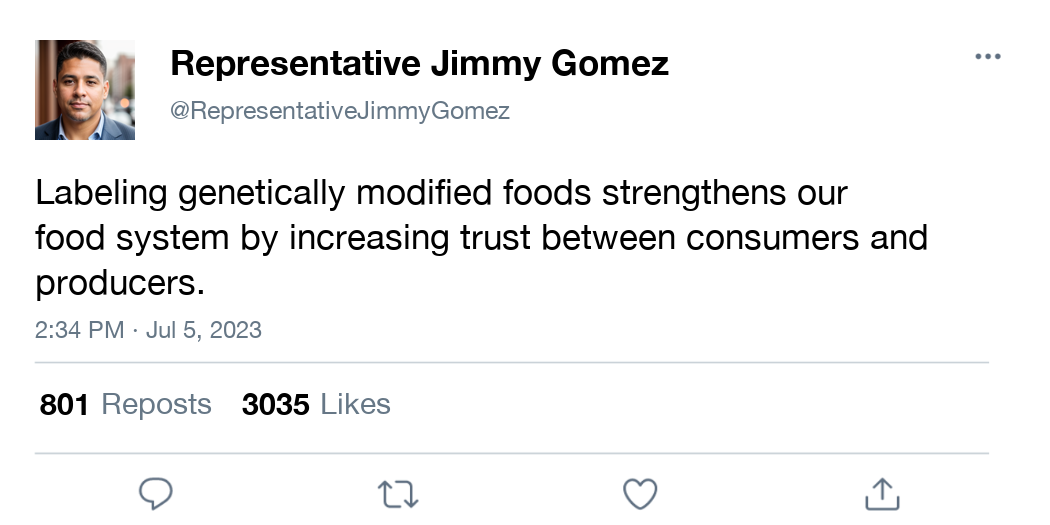 Representative Jimmy Gomez
@RepresentativeJimmyGomez
Labeling genetically modified foods strengthens our
food system by increasing trust between consumers and
producers.
2:34 PM · Jul 5, 2023
801 Reposts 3035 Likes